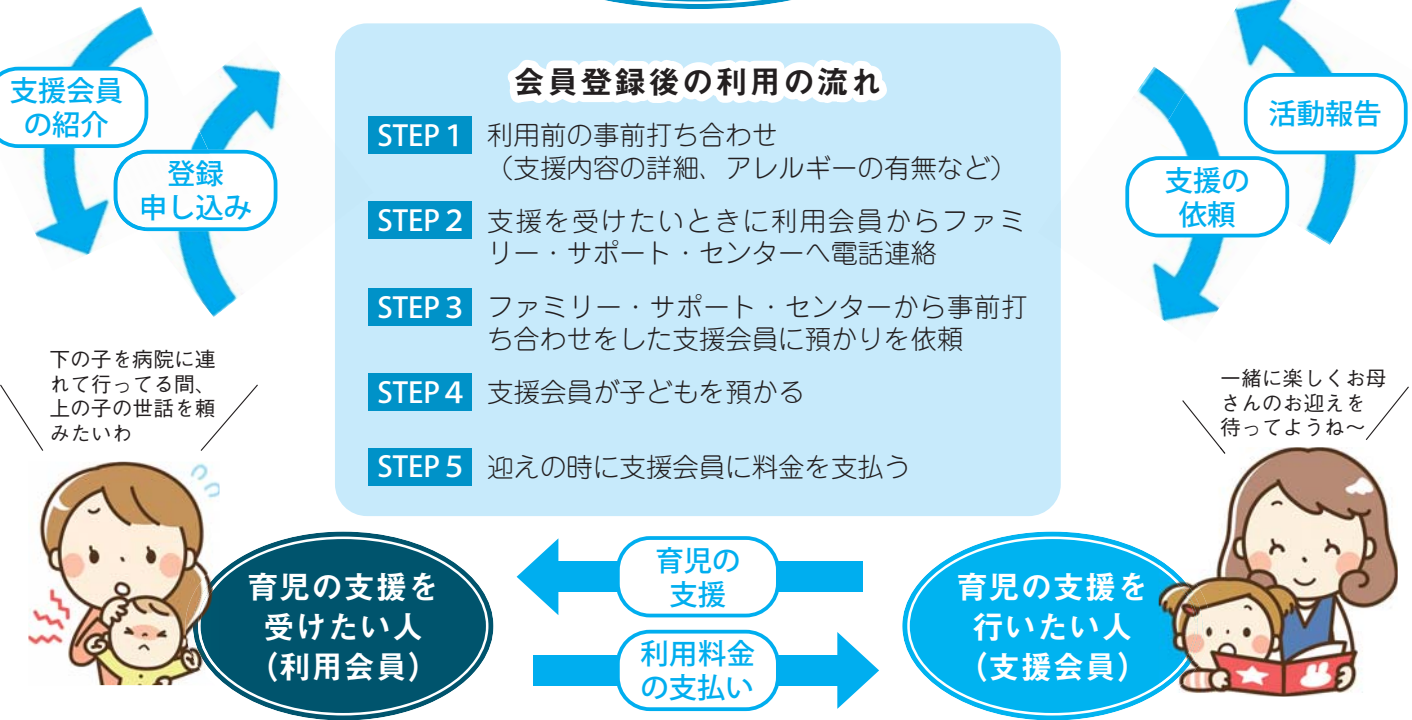 支援会員
の紹介
登録
申し込み
会員登録後の利用の流れ
STEP 1 利用前の事前打ち合わせ
（支援内容の詳細、アレルギーの有無など）
STEP 2 支援を受けたいときに利用会員からファミ
リー・サポート・センターへ電話連絡
STEP 3 ファミリー・サポート・センターから事前打
ち合わせをした支援会員に預かりを依頼
STEP 4 支援会員が子どもを預かる
STEP 5 迎えの時に支援会員に料金を支払う
活動報告
支援の
依頼
下の子を病院に連
れて行ってる間、
上の子の世話を頼
みたいわ
一緒に楽しくお母
さんのお迎えを
待ってようね〜
育児の支援を
受けたい人
(利用会員)
育児の
支援
利用料金
の支払い
育児の支援を
行いたい人
(支援会員)